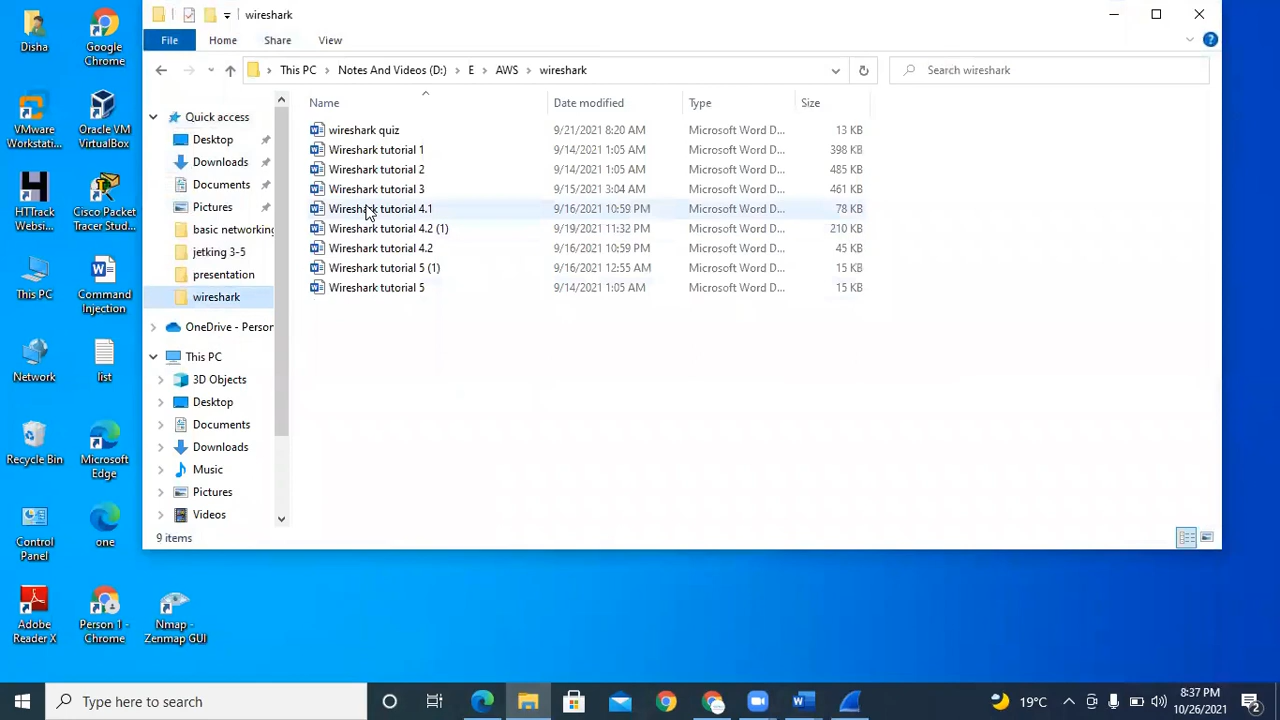 wireshark
File Home Share View
This PC Notes And Videos (D:) E AWS wireshark
Search wireshark
Name Date modified Type Size
wireshark quiz 9/21/2021 8:20 AM Microsoft Word D... 13 KB
Wireshark tutorial 1 9/14/2021 1:05 AM Microsoft Word D... 398 KB
Wireshark tutorial 2 9/14/2021 1:05 AM Microsoft Word D... 485 KB
Wireshark tutorial 3 9/15/2021 3:04 AM Microsoft Word D... 461 KB
Wireshark tutorial 4.1 9/16/2021 10:59 PM Microsoft Word D... 78 KB
Wireshark tutorial 4.2 (1) 9/19/2021 11:32 PM Microsoft Word D... 210 KB
Wireshark tutorial 4.2 9/16/2021 10:59 PM Microsoft Word D... 45 KB
Wireshark tutorial 5 (1) 9/16/2021 12:55 AM Microsoft Word D... 15 KB
Wireshark tutorial 5 9/14/2021 1:05 AM Microsoft Word D... 15 KB
Quick access
Desktop
Downloads
Documents
Pictures
basic networking
jetking 3-5
presentation
wireshark
OneDrive - Person
This PC
3D Objects
Desktop
Documents
Downloads
Music
Pictures
Videos
9 items
Disha
Google
Chrome
VMware
Workstati...
Oracle VM
VirtualBox
HTTrack
Websi...
Cisco Packet
Tracer Stud...
This PC
Command
Injection
Network
list
Recycle Bin
Microsoft
Edge
Control
Panel
one
Adobe
Reader X
Person 1 -
Chrome
Nmap -
Zenmap GUI
Type here to search
19°C
8:37 PM
10/26/2021
2